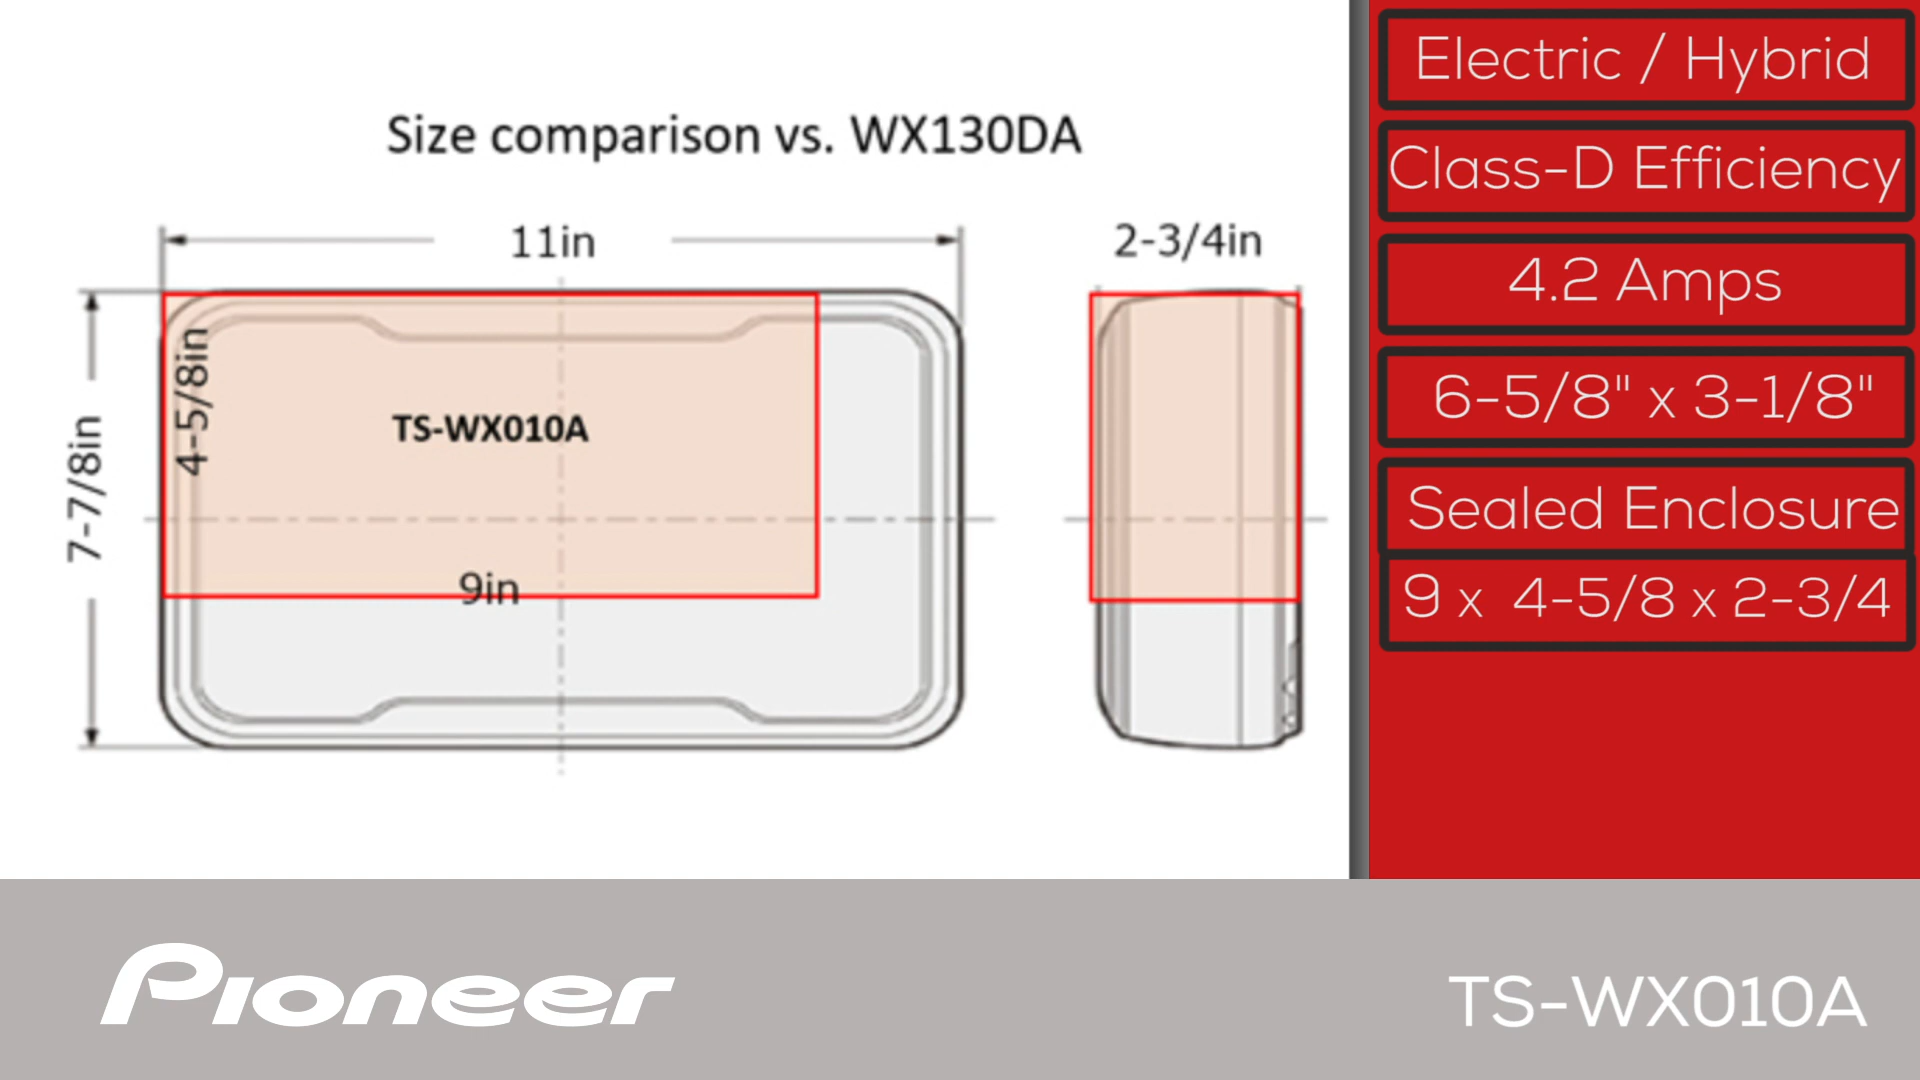 Size comparison vs. WX130DA
11in
2-3/4in
4-5/8in
7-7/8in
TS-WX010A
9in
Electric / Hybrid
Class-D Efficiency
4.2 Amps
6-5/8" x 3-1/8"
Sealed Enclosure
9 x 4-5/8 x 2-3/4
Pioneer
TS-WX010A